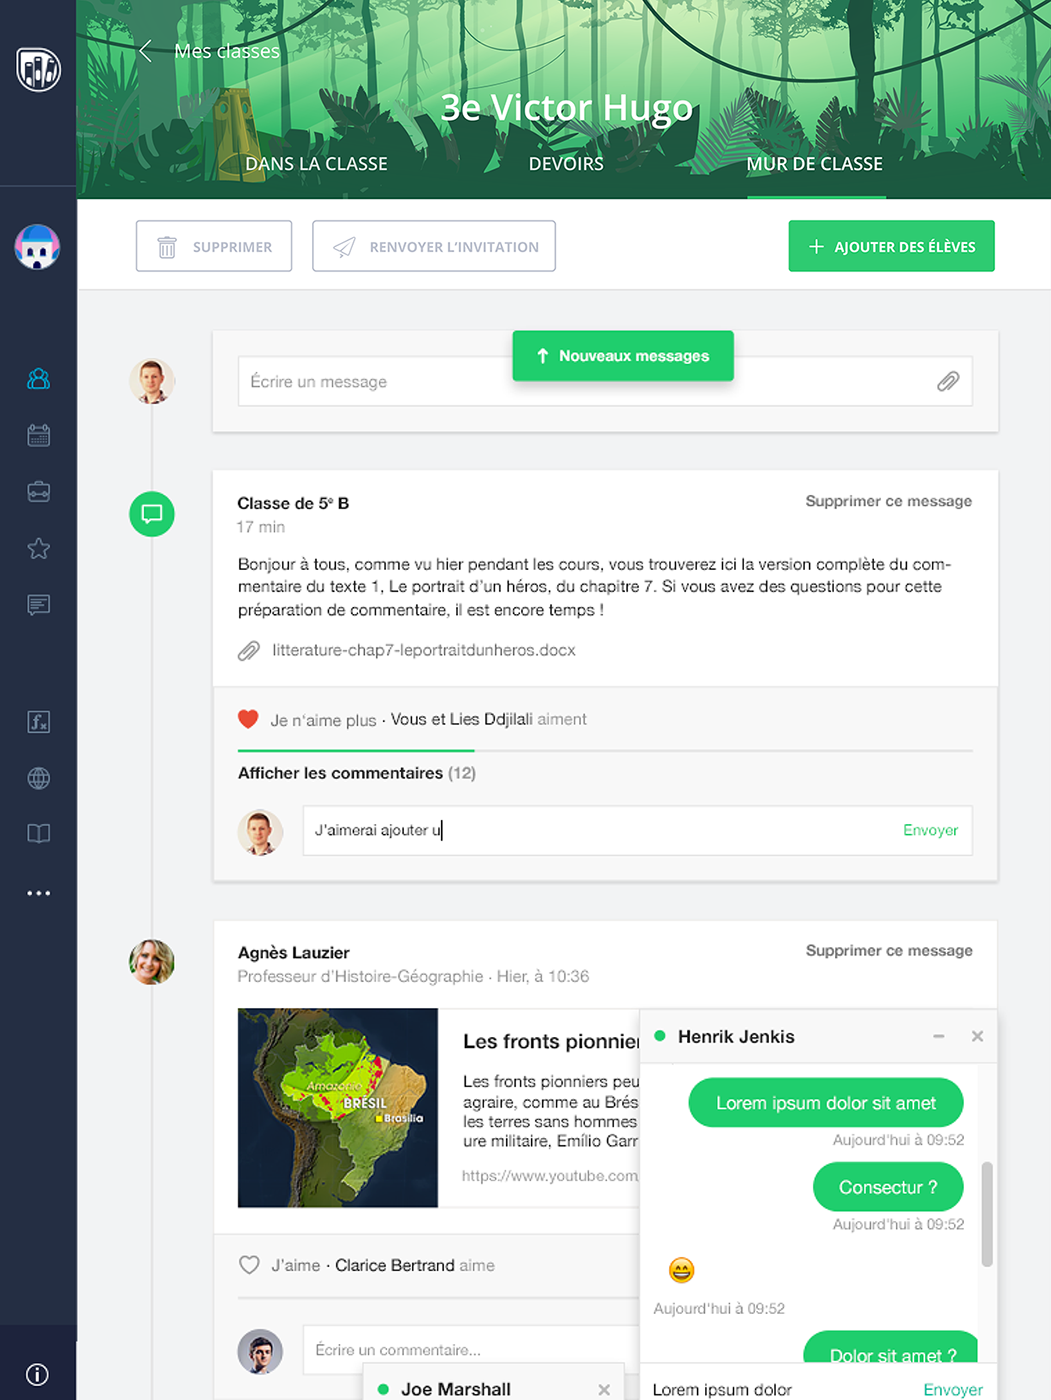 Mes classes
3e Victor Hugo
DANS LA CLASSE
DEVOIRS
MUR DE CLASSE
SUPPRIMER
RENVOYER L'INVITATION
+ AJOUTER DES ÉLÈVES
↑ Nouveaux messages
Écrire un message
Classe de 5e B
Supprimer ce message
17 min
Bonjour à tous, comme vu hier pendant les cours, vous trouverez ici la version complète du com-
mentaire du texte 1, Le portrait d'un héros, du chapitre 7. Si vous avez des questions pour cette
préparation de commentaire, il est encore temps !
litterature-chap7-leportraitdunheros.docx
Je n'aime plus · Vous et Lies Ddjilali aiment
Afficher les commentaires (12)
J'aimerai ajouter u
Envoyer
Agnès Lauzier
Supprimer ce message
Professeur d'Histoire-Géographie · Hier, à 10:36
Amazonie
BRÉSIL
Brasilia
Les fronts pionnie
Les fronts pionniers peu
agraire, comme au Brés
les terres sans hommes
ure militaire, Emílio Garr
https://www.youtube.com
J'aime · Clarice Bertrand aime
Écrire un commentaire...
Henrik Jenkis
Lorem ipsum dolor sit amet
Aujourd'hui à 09:52
Consectur ?
Aujourd'hui à 09:52
Aujourd'hui à 09:52
Dolor sit amet ?
Lorem ipsum dolor
Envoyer
Joe Marshall
fx